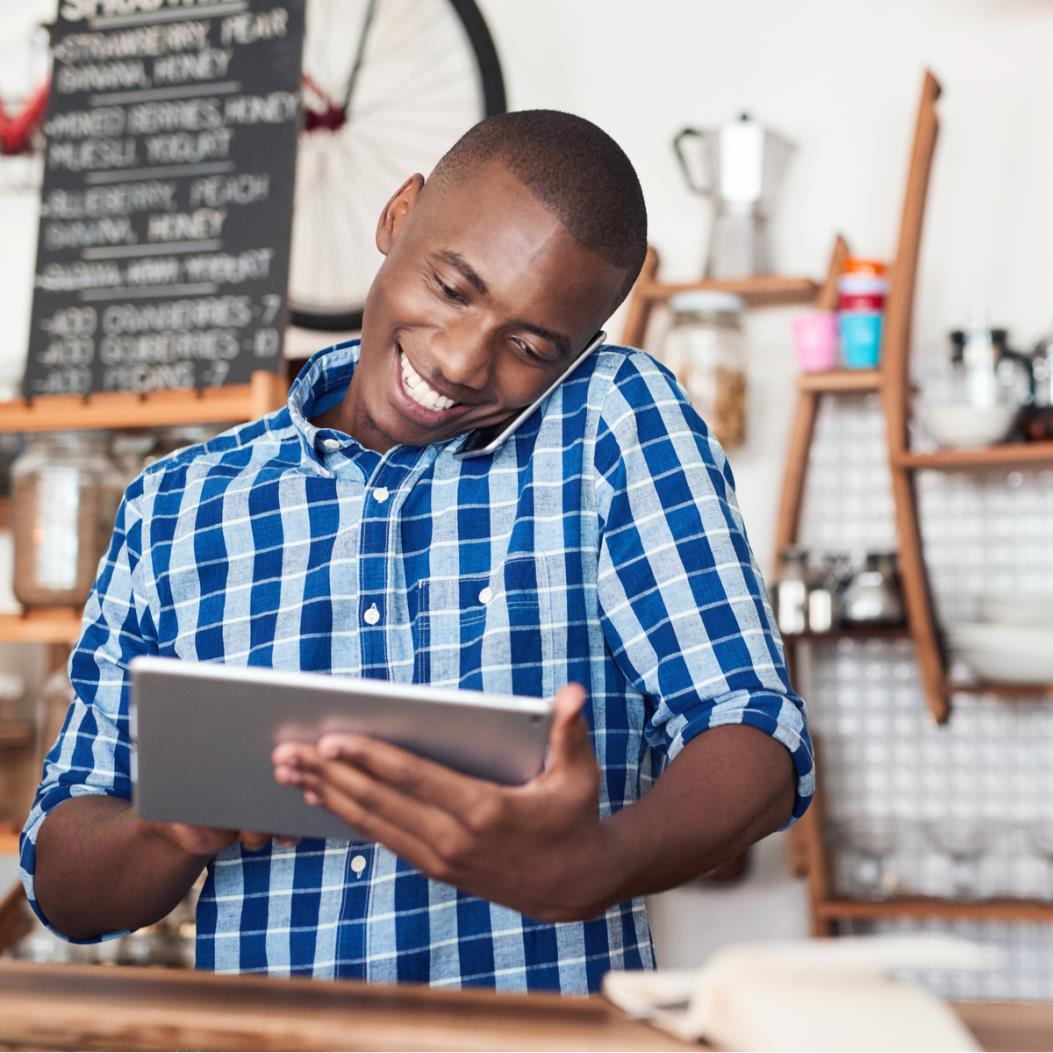 SMOOTHIES
-STRAWBERRY, PEAR
BANANA, HONEY
-MIXED BERRIES, HONEY
MUESLI, YOGURT
-BLUEBERRY, PEACH
BANANA, HONEY
-BANANA, KIWI, YOGURT
-ADD CRANBERRIES - 7
-ADD GOJIBERRIES - 10
-ADD PECANS - 7